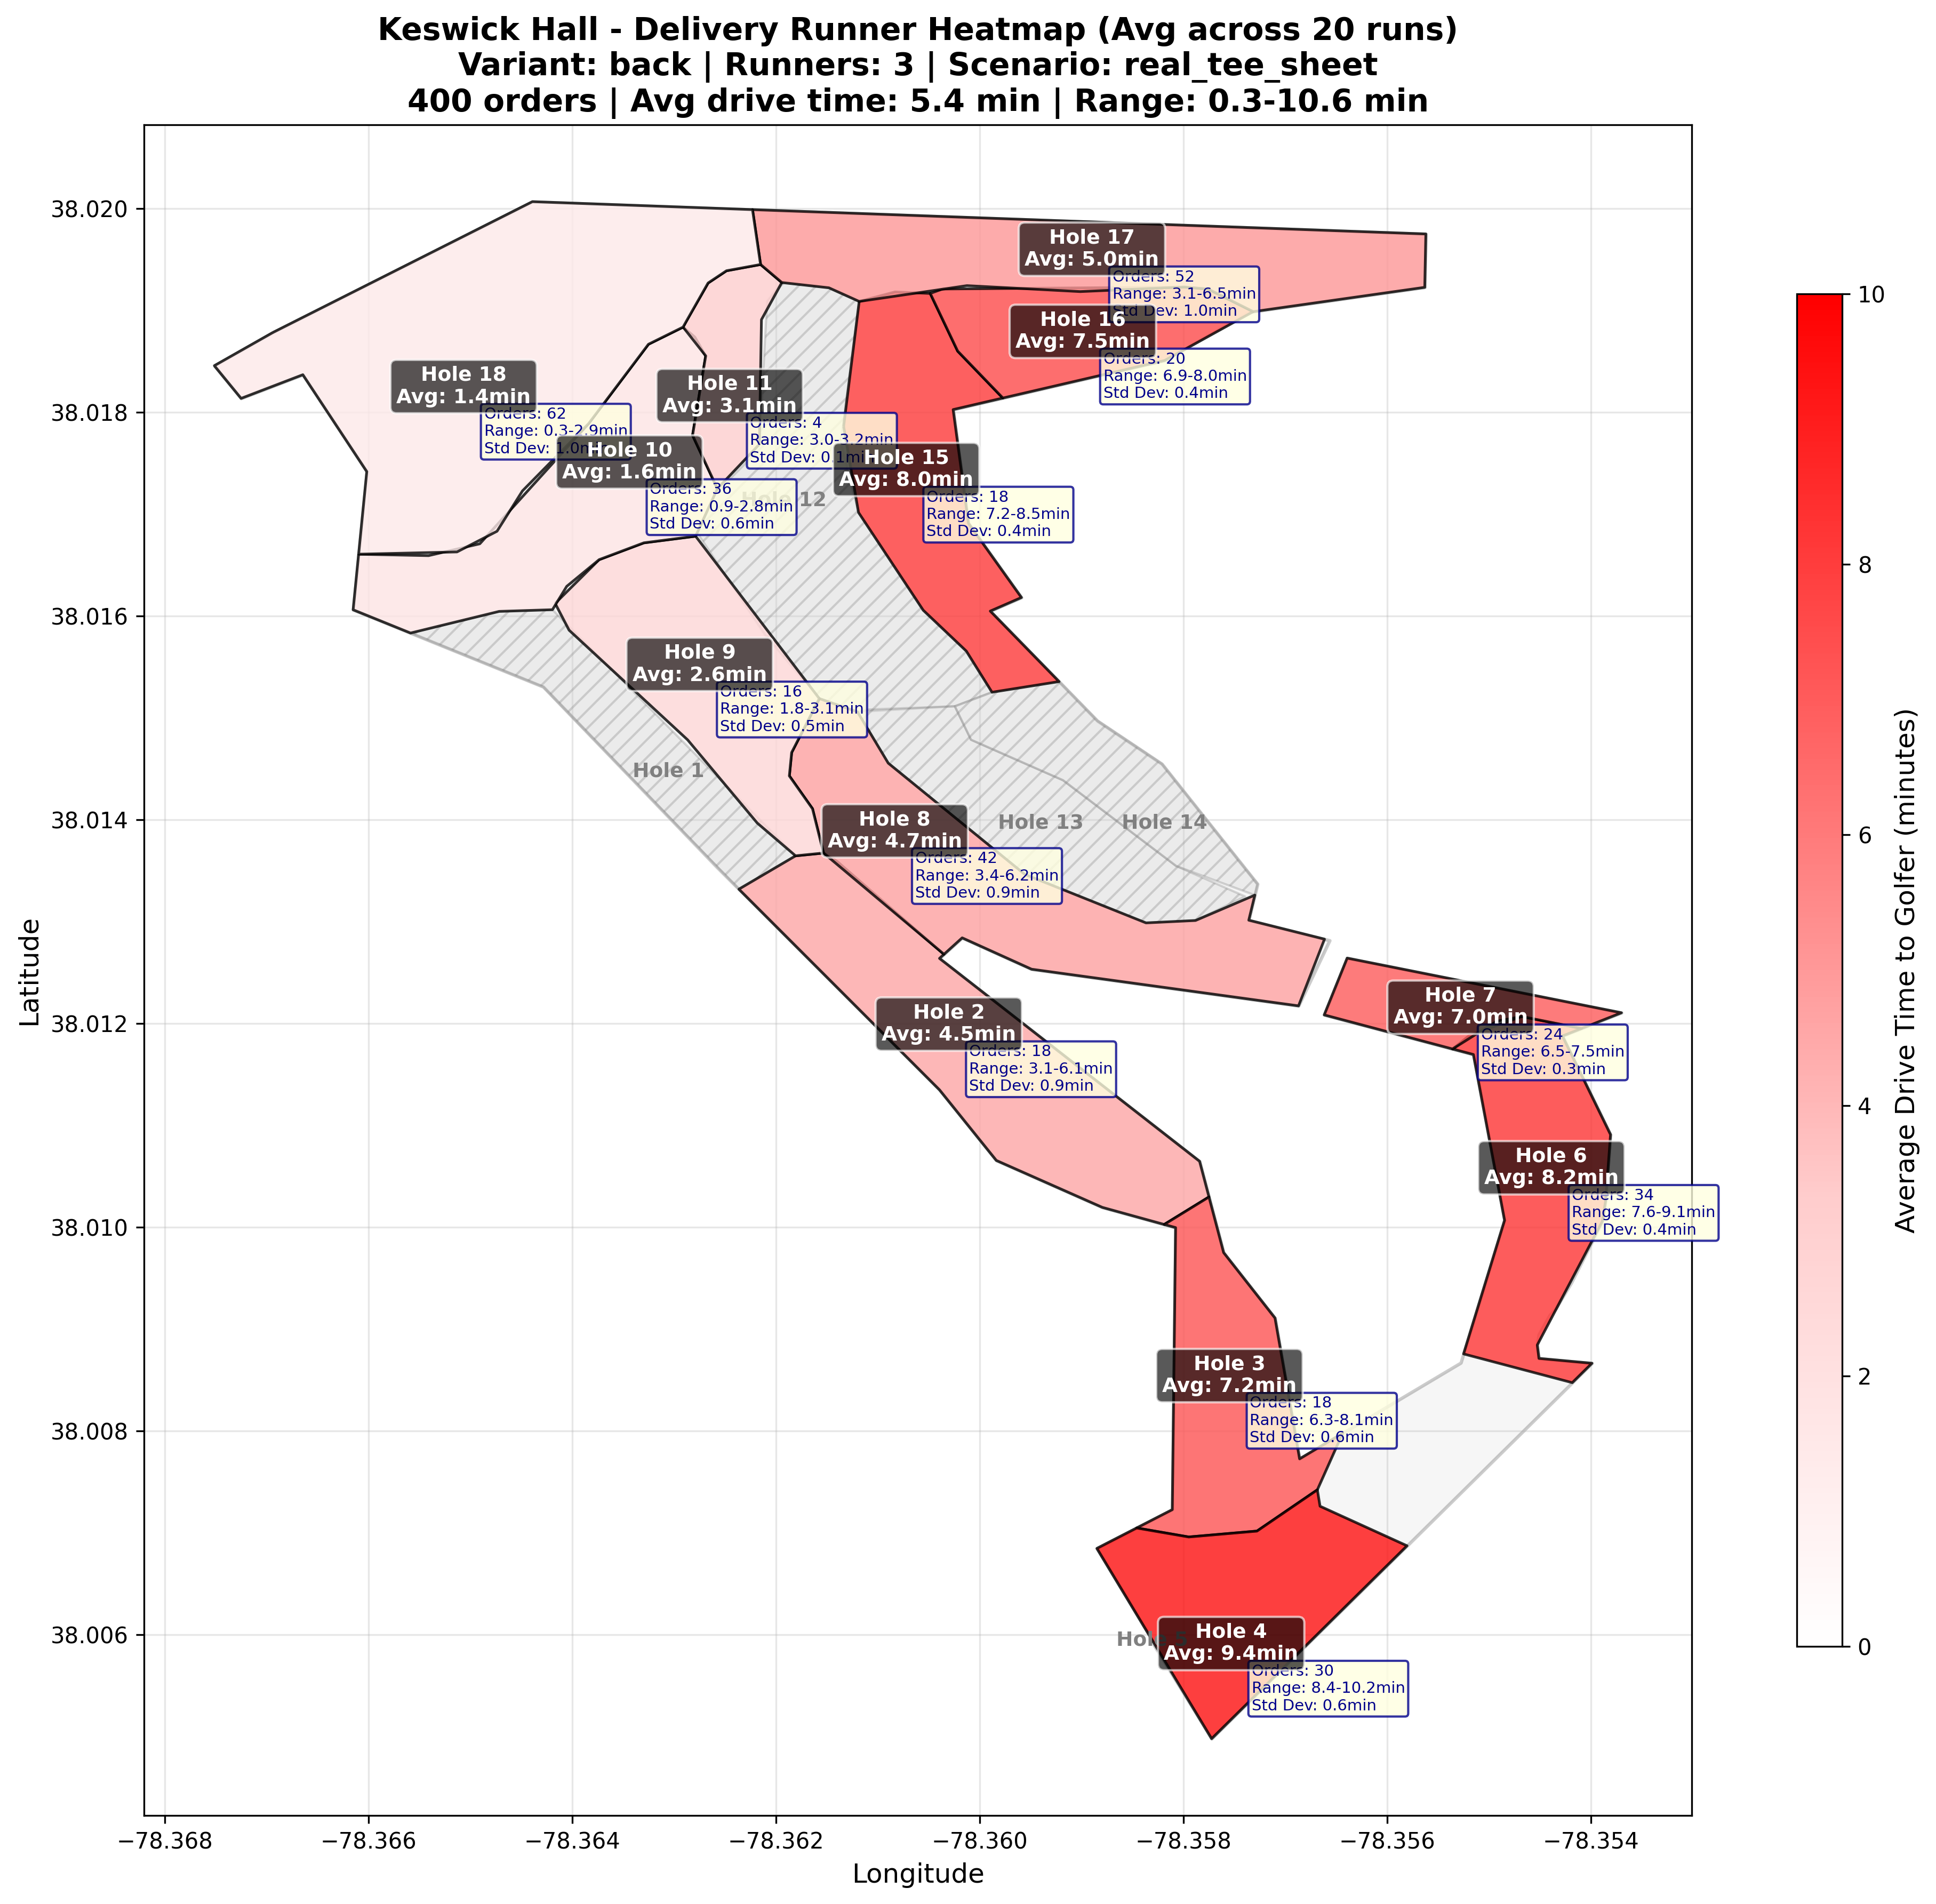 Keswick Hall - Delivery Runner Heatmap (Avg across 20 runs)
Variant: back | Runners: 3 | Scenario: real_tee_sheet
400 orders | Avg drive time: 5.4 min | Range: 0.3-10.6 min
Latitude
38.020
38.018
38.016
38.014
38.012
38.010
38.008
38.006
Hole 17
Avg: 5.0min
Orders: 52
Range: 3.1-6.5min
Std Dev: 1.0min
Hole 16
Avg: 7.5min
Orders: 20
Range: 6.9-8.0min
Std Dev: 0.4min
Hole 18
Avg: 1.4min
Orders: 62
Range: 0.3-2.9min
Std Dev: 1.0min
Hole 11
Avg: 3.1min
Orders: 4
Range: 3.0-3.2min
Std Dev: 0.1min
Hole 10
Avg: 1.6min
Orders: 36
Range: 0.9-2.8min
Std Dev: 0.6min
Hole 15
Avg: 8.0min
Orders: 18
Range: 7.2-8.5min
Std Dev: 0.4min
12
Hole 9
Avg: 2.6min
Orders: 16
Range: 1.8-3.1min
Std Dev: 0.5min
Hole 1
Hole 8
Avg: 4.7min
Orders: 42
Range: 3.4-6.2min
Std Dev: 0.9min
Hole 13
Hole 14
Hole 2
Avg: 4.5min
Orders: 18
Range: 3.1-6.1min
Std Dev: 0.9min
Hole 7
Avg: 7.0min
Orders: 24
Range: 6.5-7.5min
Std Dev: 0.3min
Hole 6
Avg: 8.2min
Orders: 34
Range: 7.6-9.1min
Std Dev: 0.4min
Hole 3
Avg: 7.2min
Orders: 18
Range: 6.3-8.1min
Std Dev: 0.6min
Hole 4
Avg: 9.4min
Orders: 30
Range: 8.4-10.2min
Std Dev: 0.6min
−78.368
−78.366
−78.364
−78.362
−78.360
−78.358
−78.356
−78.354
Longitude
10
8
6
4
2
0
Average Drive Time to Golfer (minutes)